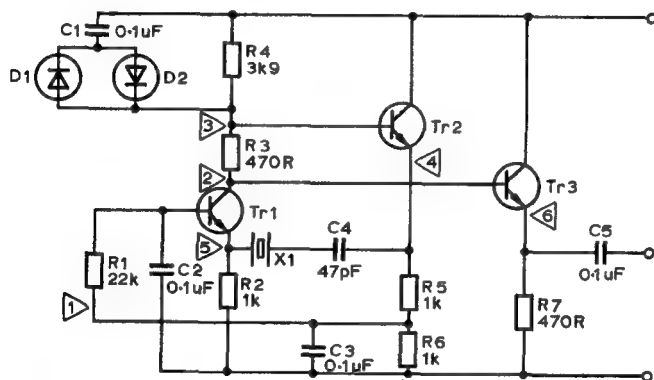 C1
0·1uF
D1
D2
R4
3k9
3
R3
470R
2
Tr2
4
Tr3
6
Tr1
5
X1
C4
47pF
C5
0·1uF
R1
22k
C2
0·1uF
R2
1k
R5
1k
R7
470R
1
C3
0·1uF
R6
1k